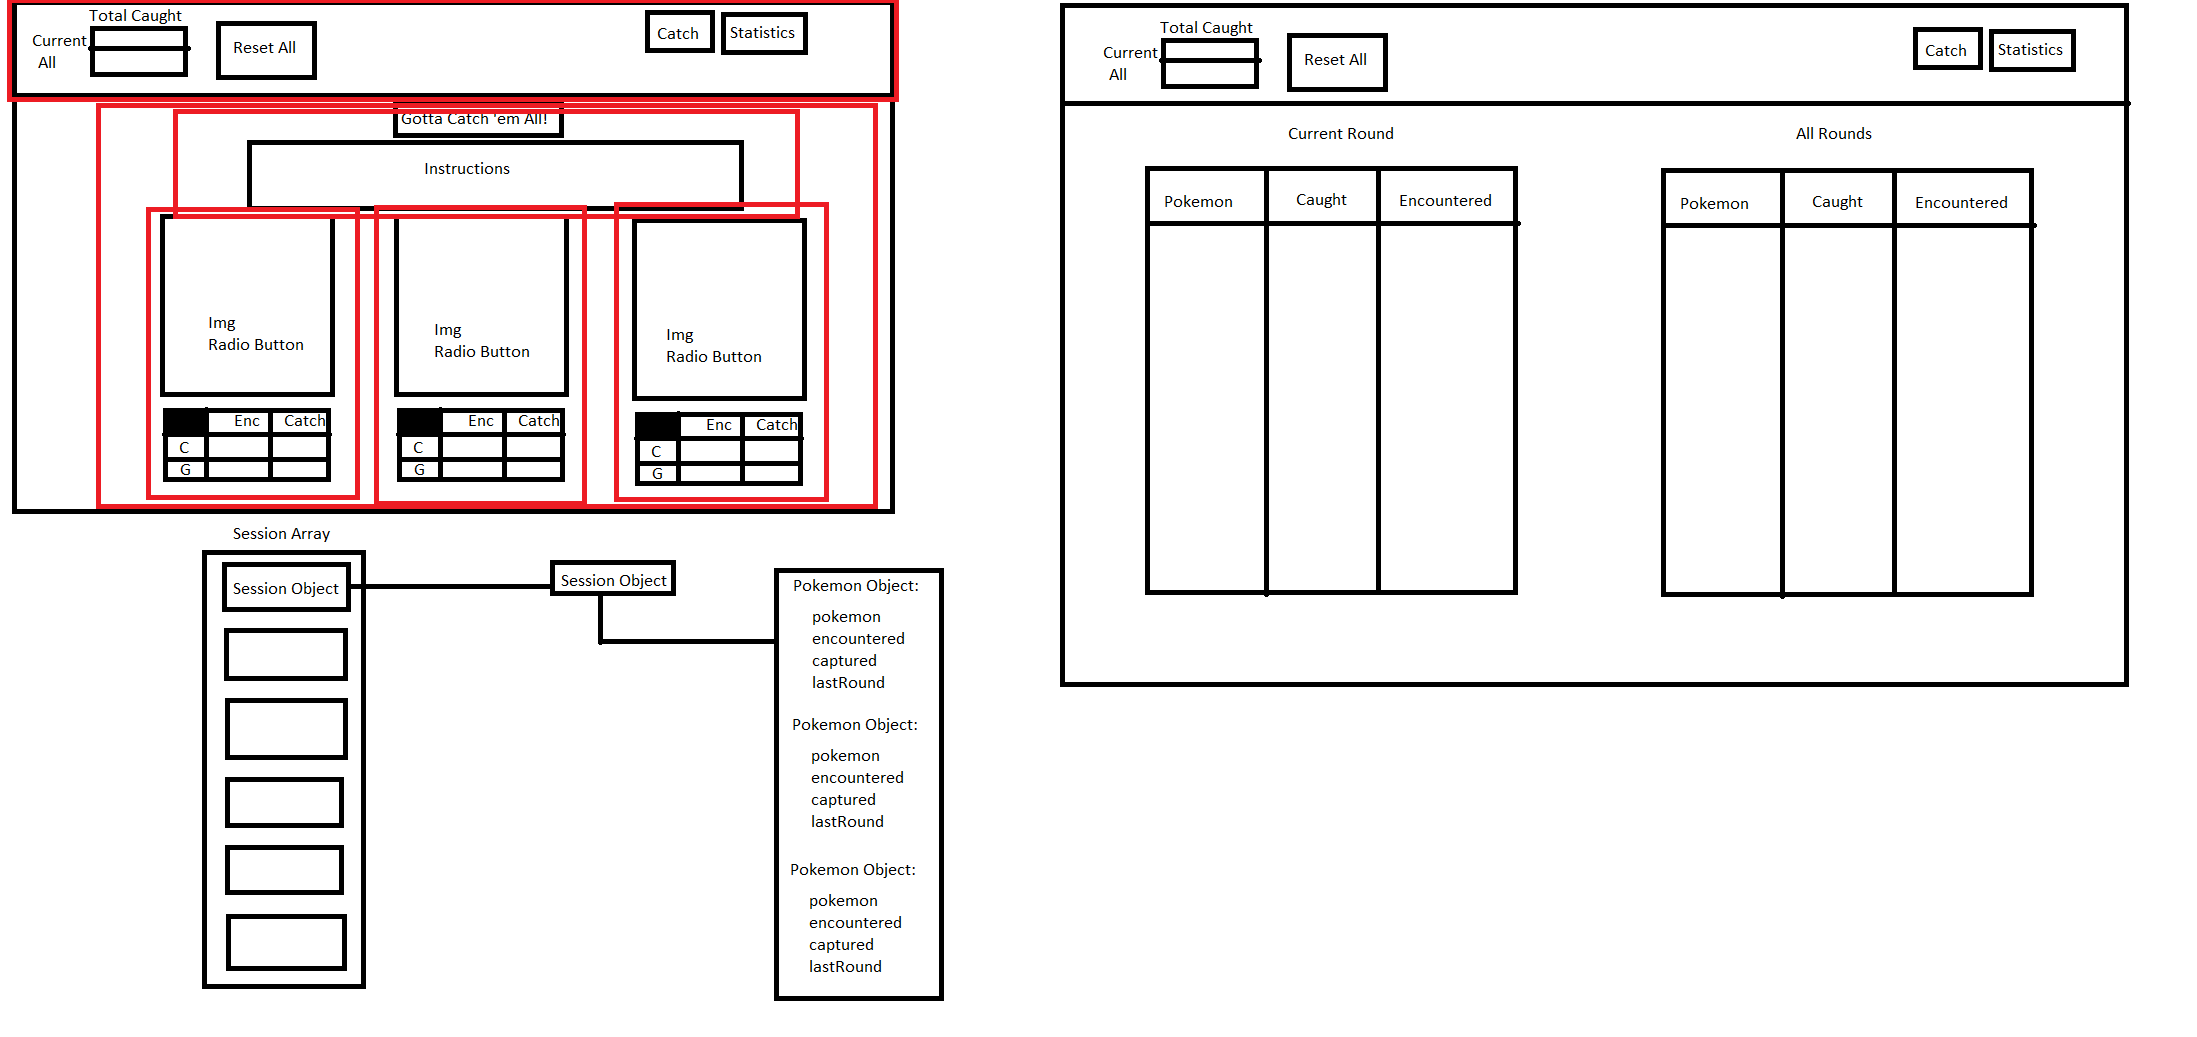 Total Caught
Current
All
Reset All
Catch
Statistics
Gotta Catch 'em All!
Instructions
Img
Radio Button
Img
Radio Button
Img
Radio Button
Enc Catch
C
G
Enc Catch
C
G
Enc Catch
C
G
Session Array
Session Object
Session Object
Pokemon Object:
pokemon
encountered
captured
lastRound
Pokemon Object:
pokemon
encountered
captured
lastRound
Pokemon Object:
pokemon
encountered
captured
lastRound
Total Caught
Current
All
Reset All
Catch
Statistics
Current Round
Pokemon Caught Encountered
All Rounds
Pokemon Caught Encountered